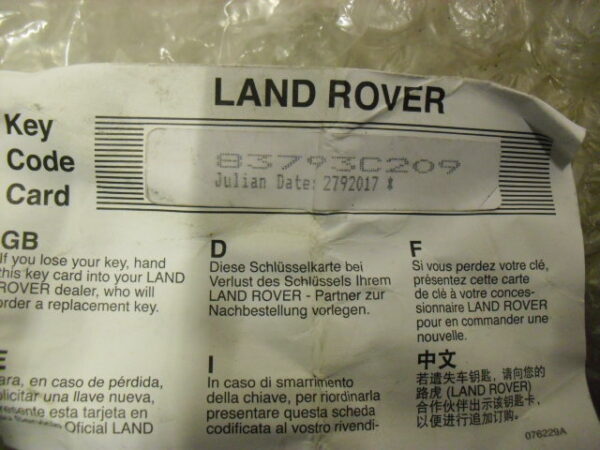 LAND ROVER
Key
Code
Card
83793C209
Julian Date: 2792017 *
GB
If you lose your key, hand
this key card into your LAND
ROVER dealer, who will
order a replacement key.
D
Diese Schlüsselkarte bei
Verlust des Schlüssels Ihrem
LAND ROVER - Partner zur
Nachbestellung vorlegen.
F
Si vous perdez votre clé,
présentez cette carte
de clé à votre conces-
sionnaire LAND ROVER
pour en commander une
nouvelle.
E
ara, en caso de pérdida,
olicitar una llave nueva,
resente esta tarjeta en
Oficial LAND
I
In caso di smarrimento
della chiave, per riordinarla
presentare questa scheda
codificata al vostro rivendi-
中文
若遗失车钥匙，请向您的
路虎 (LAND ROVER)
合作伙伴出示该钥匙卡，
以便进行追加订购。
076229A